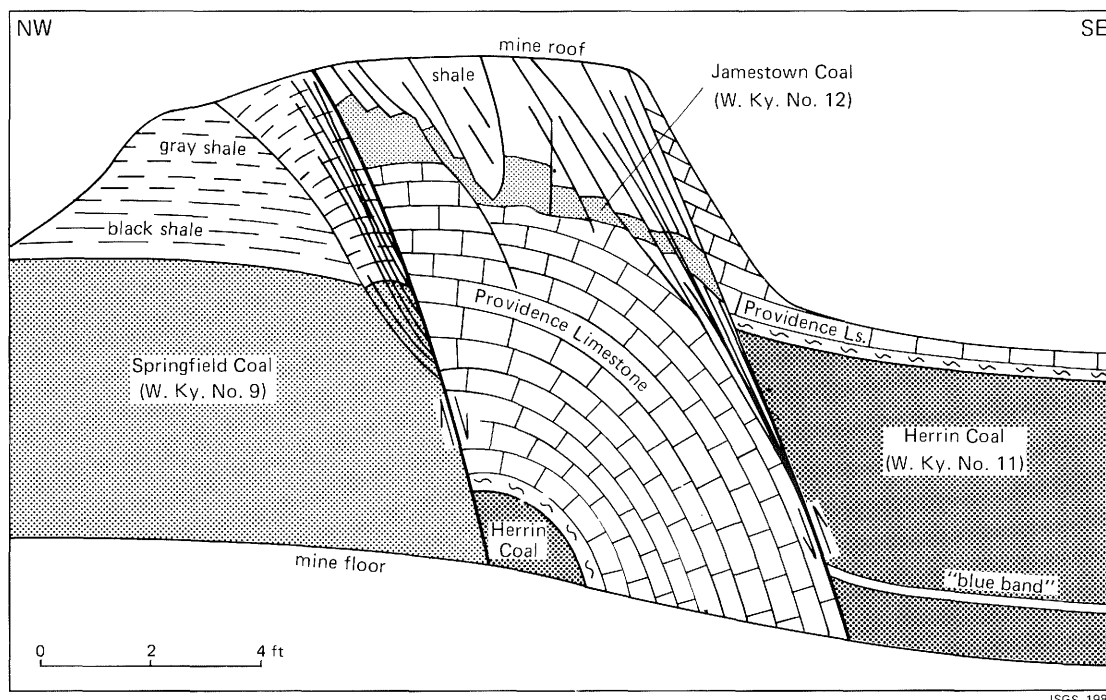 NW
SE
mine roof
shale
Jamestown Coal
(W. Ky. No. 12)
gray shale
black shale
Providence Limestone
Providence Ls.
Springfield Coal
(W. Ky. No. 9)
Herrin Coal
(W. Ky. No. 11)
Herrin
Coal
mine floor
"blue band"
0 2 4 ft
ISGS